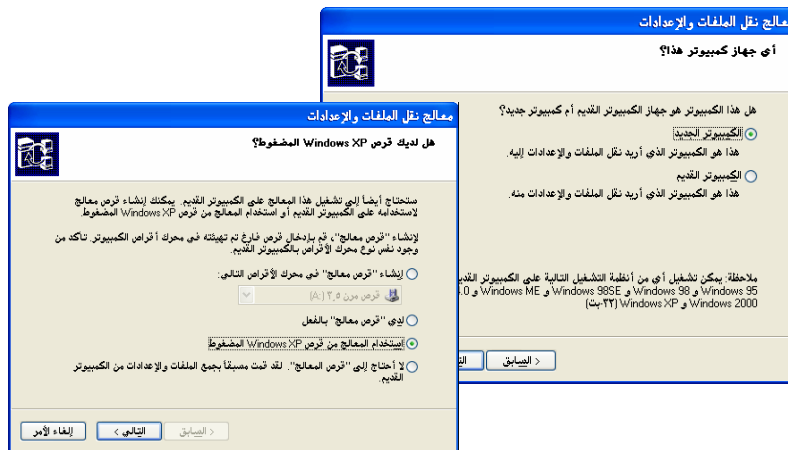 معالج نقل الملفات والإعدادات
أي جهاز كمبيوتر هذا؟
هل هذا الكمبيوتر هو جهاز الكمبيوتر القديم أم كمبيوتر جديد؟
الكمبيوتر الجديد
هذا هو الكمبيوتر الذي أريد نقل الملفات والإعدادات إليه.
الكمبيوتر القديم
هذا هو الكمبيوتر الذي أريد نقل الملفات والإعدادات منه.
ملاحظة: يمكن تشغيل أي من أنظمة التشغيل التالية على الكمبيوتر
Windows 95 و Windows 98 و Windows 98SE و Windows ME و
Windows 2000 و Windows XP (٣٢-بت)
< السابق
معالج نقل الملفات والإعدادات
هل لديك قرص Windows XP المضغوط؟
ستحتاج أيضاً إلى تشغيل هذا المعالج على الكمبيوتر القديم. يمكنك إنشاء قرص معالج
لاستخدامه على الكمبيوتر القديم أو استخدام المعالج من قرص Windows XP المضغوط.
لإنشاء "قرص معالج"، قم بإدخال قرص فارغ تم تهيئته في محرك أقراص الكمبيوتر. تأكد من
وجود نفس نوع محرك الأقراص بالكمبيوتر القديم.
إنشاء "قرص معالج" في محرك الأقراص التالي:
قرص مرن ٣,٥ (A:)
لدي "قرص معالج" بالفعل
استخدام المعالج من قرص Windows XP المضغوط
لا أحتاج إلى "قرص المعالج". لقد قمت مسبقاً بجمع الملفات والإعدادات من الكمبيوتر
القديم.
< السابق
التالي >
إلغاء الأمر